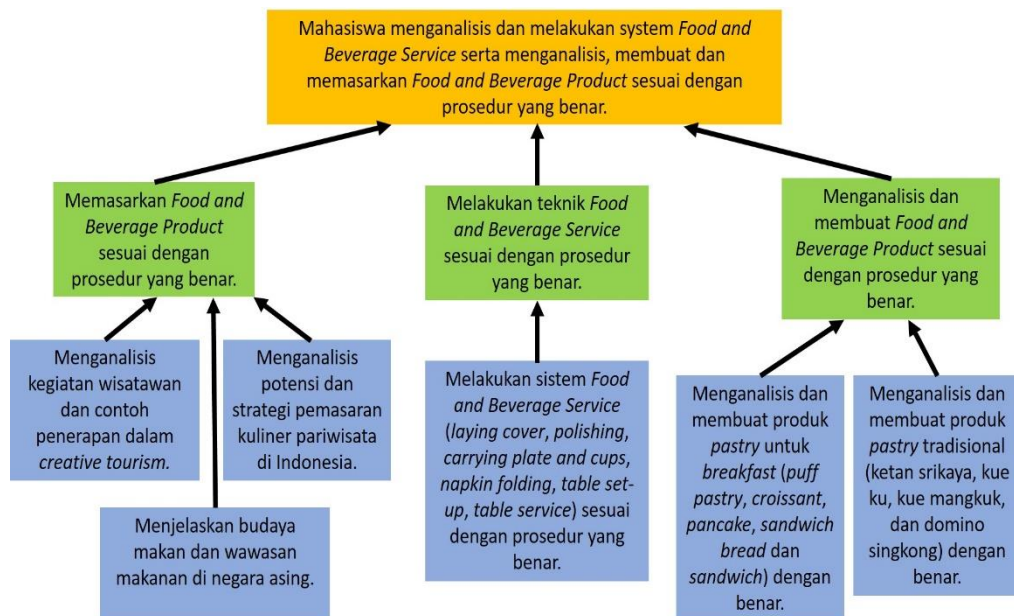 Mahasiswa menganalisis dan melakukan system Food and
Beverage Service serta menganalisis, membuat dan
memasarkan Food and Beverage Product sesuai dengan
prosedur yang benar.
Memasarkan Food and
Beverage Product
sesuai dengan
prosedur yang benar.
Melakukan teknik Food
and Beverage Service
sesuai dengan prosedur
yang benar.
Menganalisis dan
membuat Food and
Beverage Product sesuai
dengan prosedur yang
benar.
Menganalisis
kegiatan wisatawan
dan contoh
penerapan dalam
creative tourism.
Menganalisis
potensi dan
strategi pemasaran
kuliner pariwisata
di Indonesia.
Menjelaskan budaya
makan dan wawasan
makanan di negara asing.
Melakukan sistem Food
and Beverage Service
(laying cover, polishing,
carrying plate and cups,
napkin folding, table set-
up, table service) sesuai
dengan prosedur yang
benar.
Menganalisis dan
membuat produk
pastry untuk
breakfast (puff
pastry, croissant,
pancake, sandwich
bread dan
sandwich) dengan
benar.
Menganalisis dan
membuat produk
pastry tradisional
(ketan srikaya, kue
ku, kue mangkuk,
dan domino
singkong) dengan
benar.